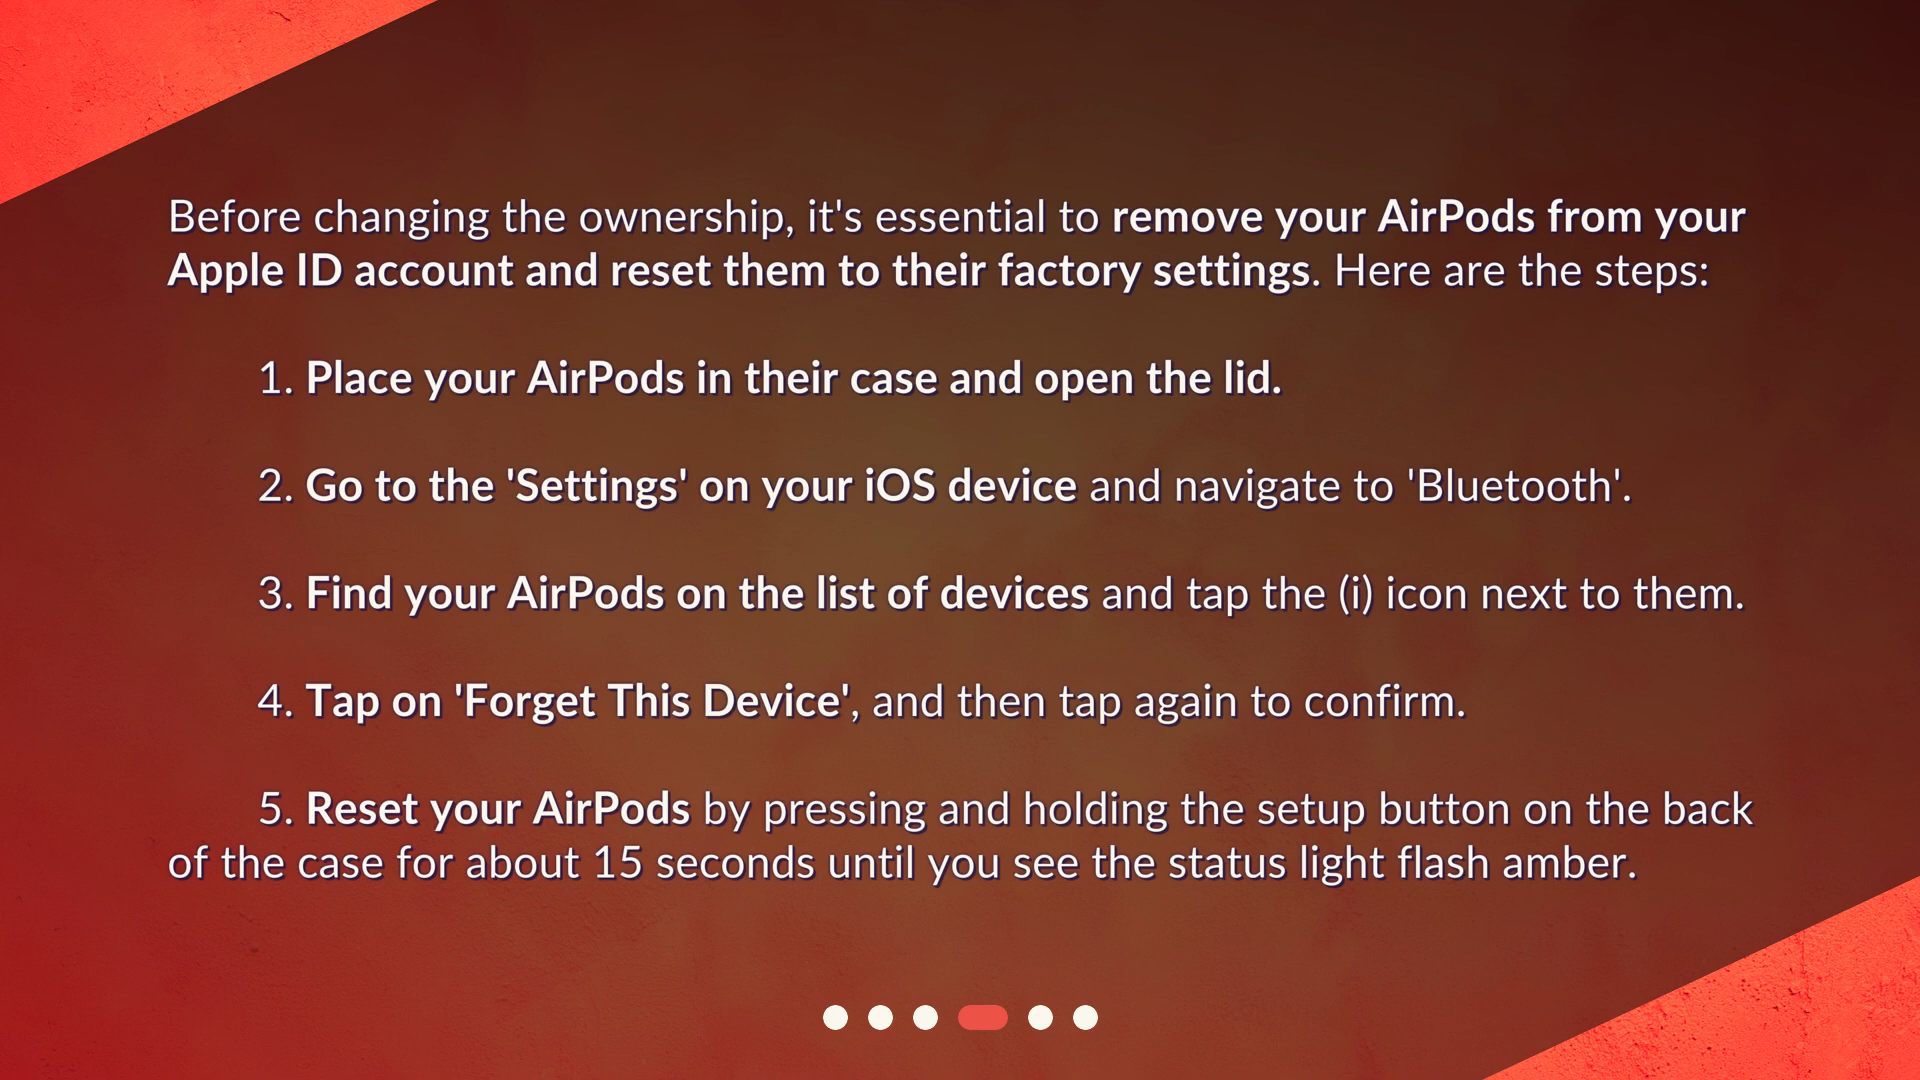 Before changing the ownership, it's essential to remove your AirPods from your
Apple ID account and reset them to their factory settings. Here are the steps:
1. Place your AirPods in their case and open the lid.
2. Go to the 'Settings' on your iOS device and navigate to 'Bluetooth'.
3. Find your AirPods on the list of devices and tap the (i) icon next to them.
4. Tap on 'Forget This Device', and then tap again to confirm.
5. Reset your AirPods by pressing and holding the setup button on the back
of the case for about 15 seconds until you see the status light flash amber.